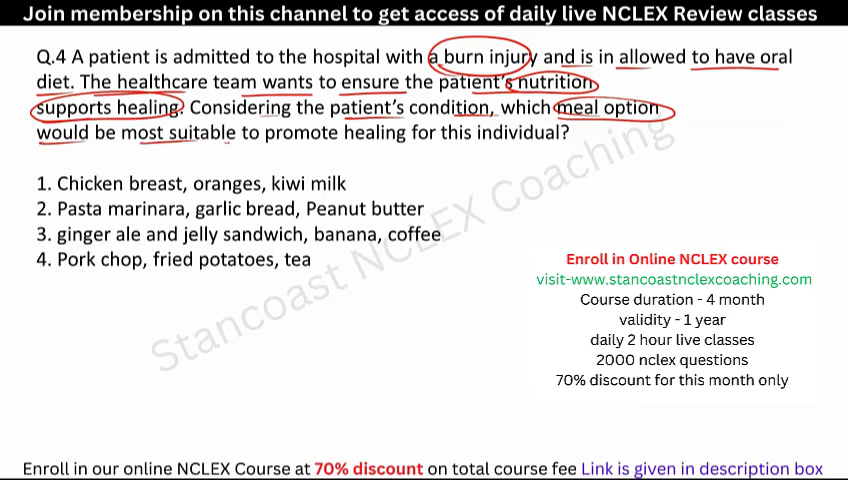 Join membership on this channel to get access of daily live NCLEX Review classes
Q.4 A patient is admitted to the hospital with a burn injury and is in allowed to have oral
diet. The healthcare team wants to ensure the patient's nutrition
supports healing. Considering the patient's condition, which meal option
would be most suitable to promote healing for this individual?
1. Chicken breast, oranges, kiwi milk
2. Pasta marinara, garlic bread, Peanut butter
3. ginger ale and jelly sandwich, banana, coffee
4. Pork chop, fried potatoes, tea
Stancoast NCLEX Coaching
Enroll in Online NCLEX course
visit-www.stancoastnclexcoaching.com
Course duration - 4 month
validity - 1 year
daily 2 hour live classes
2000 nclex questions
70% discount for this month only
Enroll in our online NCLEX Course at 70% discount on total course fee Link is given in description box